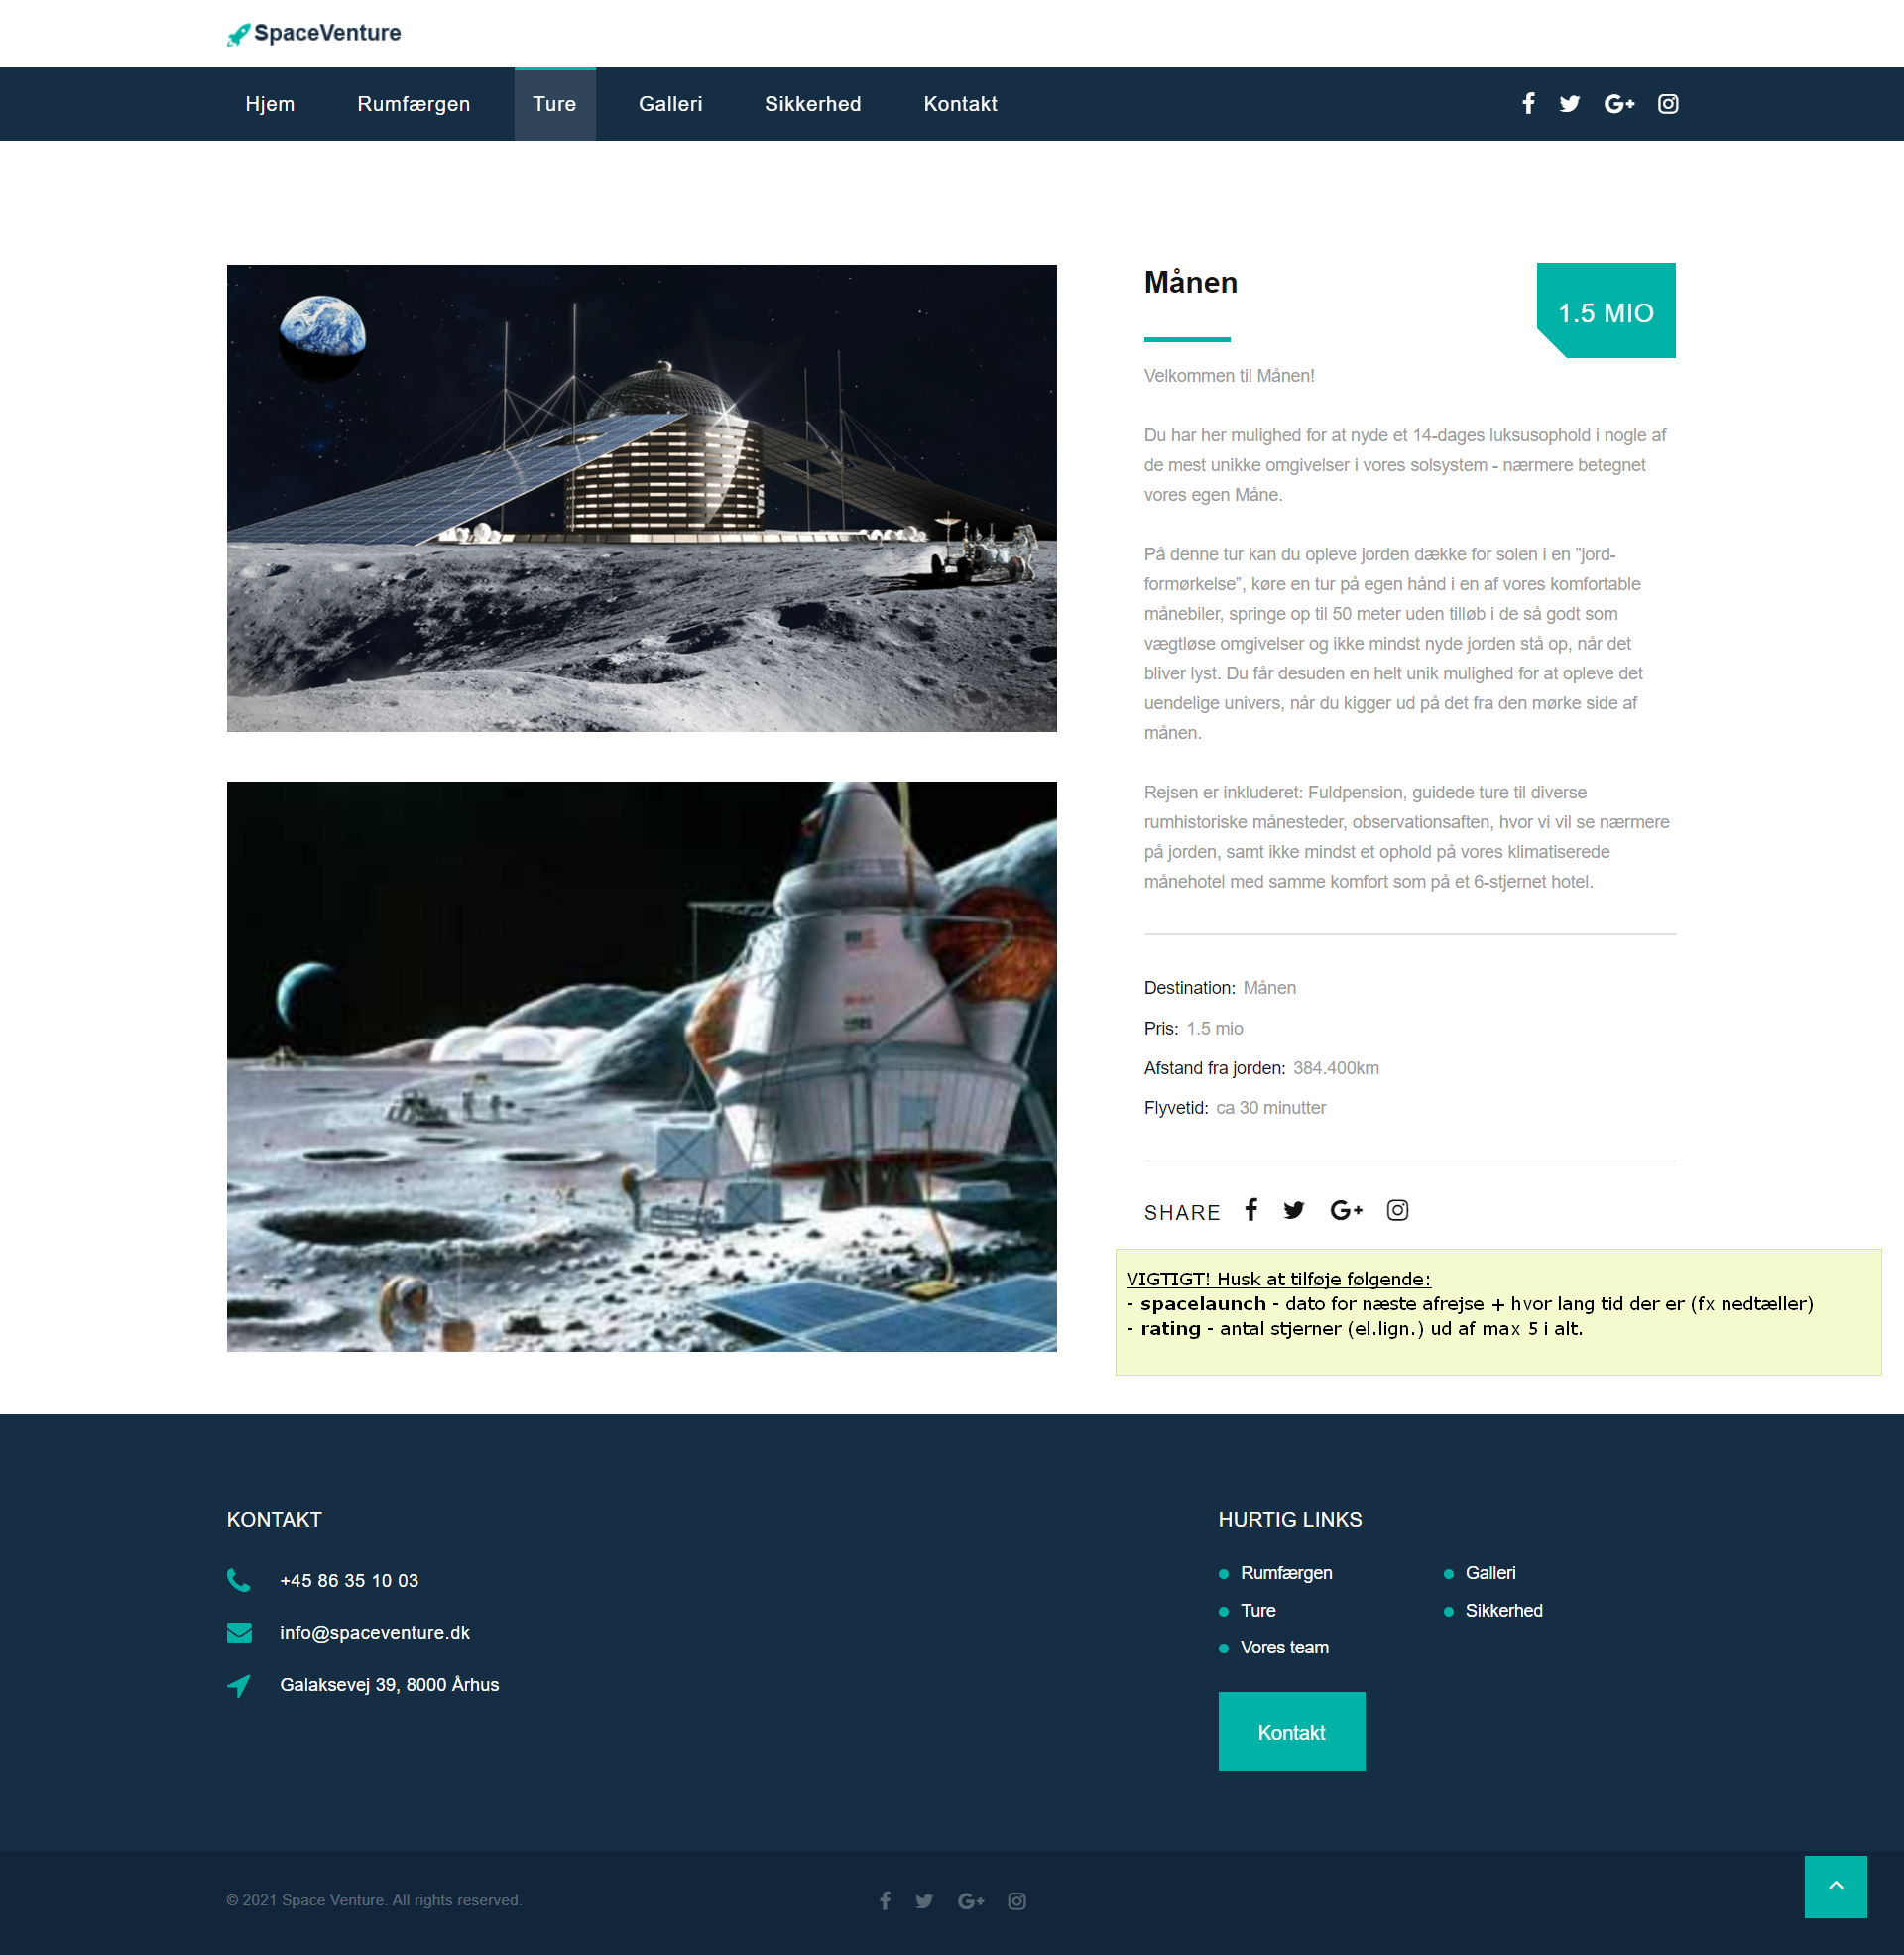 SpaceVenture
Hjem Rumfærgen Ture Galleri Sikkerhed Kontakt
Månen
1.5 MIO
Velkommen til Månen!
Du har her mulighed for at nyde et 14-dages luksusophold i nogle af
de mest unikke omgivelser i vores solsystem - nærmere betegnet
vores egen Måne.
På denne tur kan du opleve jorden dække for solen i en ”jord-
formørkelse”, køre en tur på egen hånd i en af vores komfortable
månebiler, springe op til 50 meter uden tilløb i de så godt som
vægtløse omgivelser og ikke mindst nyde jorden stå op, når det
bliver lyst. Du får desuden en helt unik mulighed for at opleve det
uendelige univers, når du kigger ud på det fra den mørke side af
månen.
Rejsen er inkluderet: Fuldpension, guidede ture til diverse
rumhistoriske månesteder, observationsaften, hvor vi vil se nærmere
på jorden, samt ikke mindst et ophold på vores klimatiserede
månehotel med samme komfort som på et 6-stjernet hotel.
Destination: Månen
Pris: 1.5 mio
Afstand fra jorden: 384.400km
Flyvetid: ca 30 minutter
SHARE
VIGTIGT! Husk at tilføje følgende:
- spacelaunch - dato for næste afrejse + hvor lang tid der er (fx nedtæller)
- rating - antal stjerner (el.lign.) ud af max 5 i alt.
KONTAKT
+45 86 35 10 03
info@spaceventure.dk
Galaksevej 39, 8000 Århus
HURTIG LINKS
Rumfærgen
Ture
Vores team
Galleri
Sikkerhed
Kontakt
© 2021 Space Venture. All rights reserved.